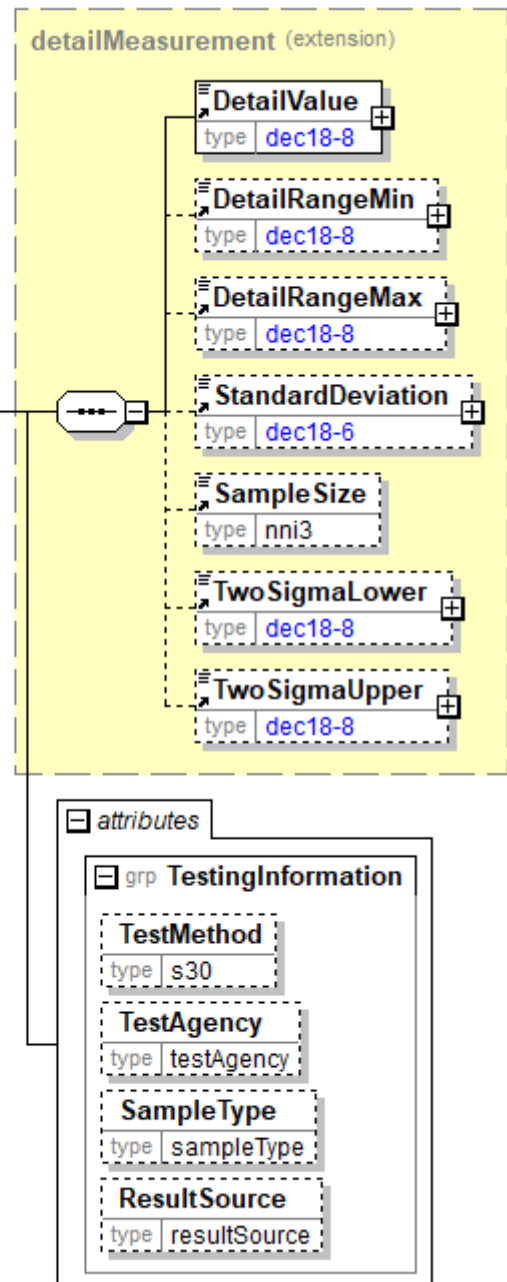 detailMeasurement (extension)
DetailValue
type dec18-8
DetailRangeMin
type dec18-8
DetailRangeMax
type dec18-8
StandardDeviation
type dec18-6
SampleSize
type nni3
TwoSigmaLower
type dec18-8
TwoSigmaUpper
type dec18-8
attributes
grp TestingInformation
TestMethod
type s30
TestAgency
type testAgency
SampleType
type sampleType
ResultSource
type resultSource